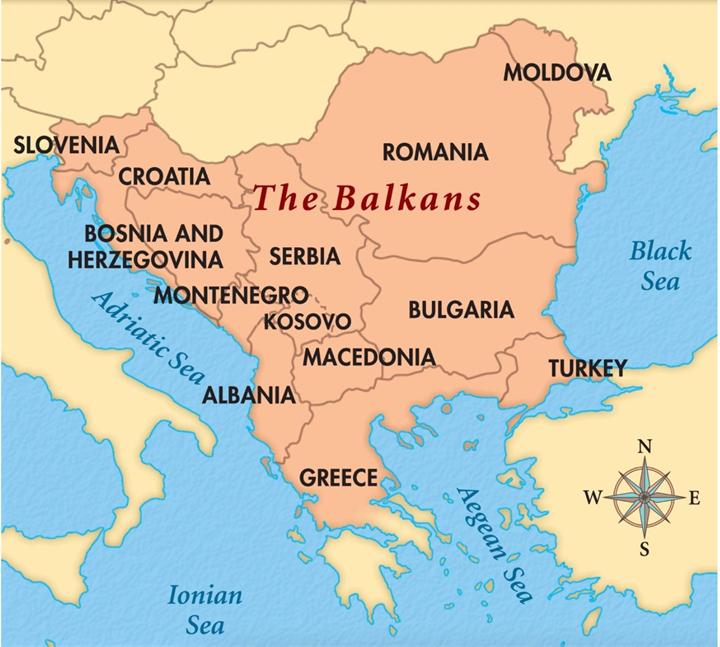 MOLDOVA
SLOVENIA
ROMANIA
CROATIA
The Balkans
BOSNIA AND
HERZEGOVINA
SERBIA
Black
Sea
MONTENEGRO
KOSOVO
BULGARIA
Adriatic Sea
MACEDONIA
TURKEY
ALBANIA
GREECE
N
W
E
S
Aegean Sea
Ionian
Sea